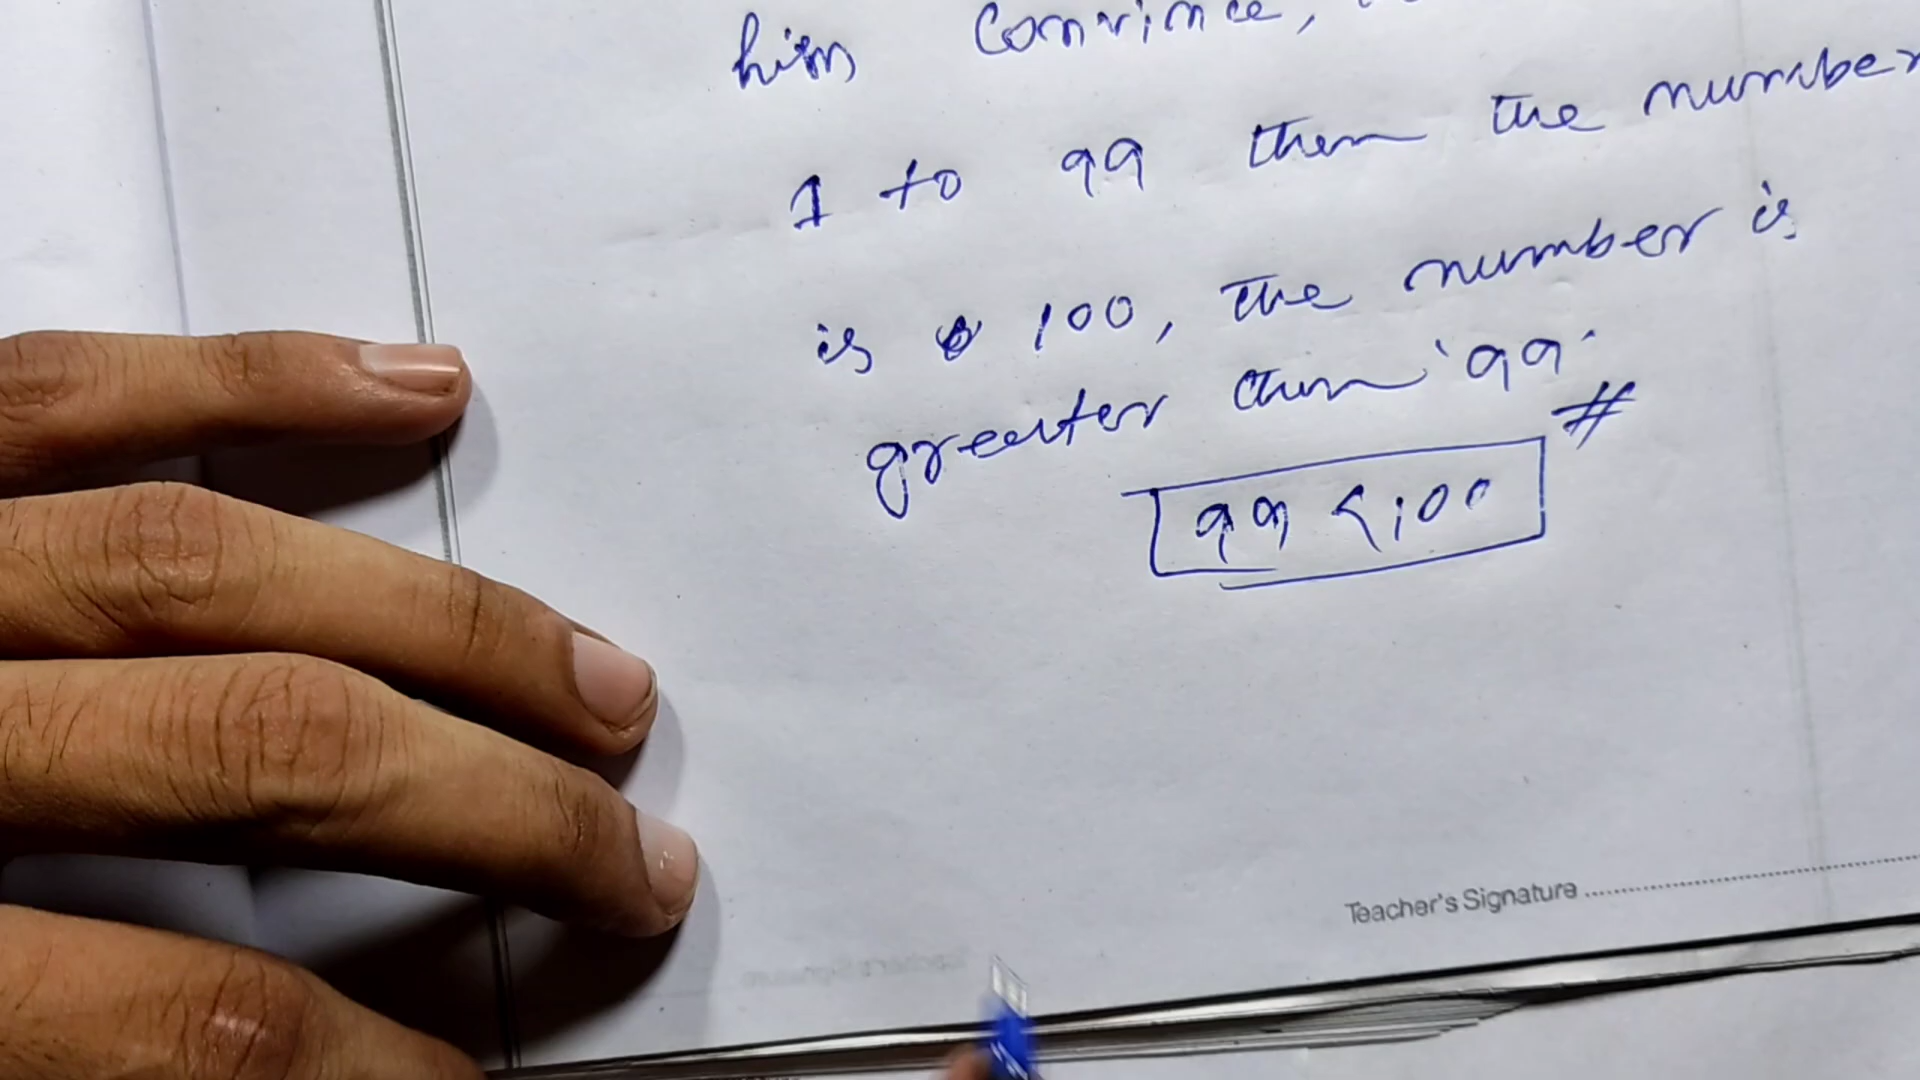 him convince,
1 to 99 then the number
is 100, the number is
greater then '99'
#
99 < 100
Teacher's Signature